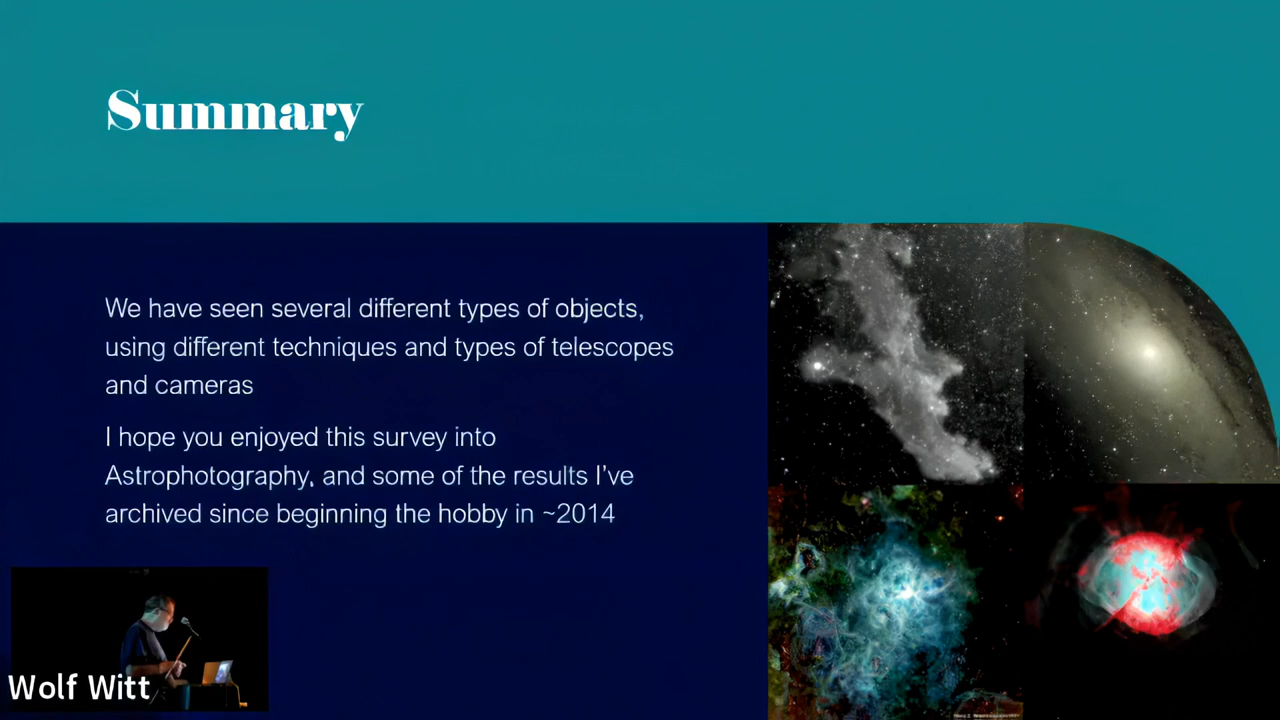 Summary
We have seen several different types of objects,
using different techniques and types of telescopes
and cameras
I hope you enjoyed this survey into
Astrophotography, and some of the results I've
archived since beginning the hobby in ~2014
Wolf Witt